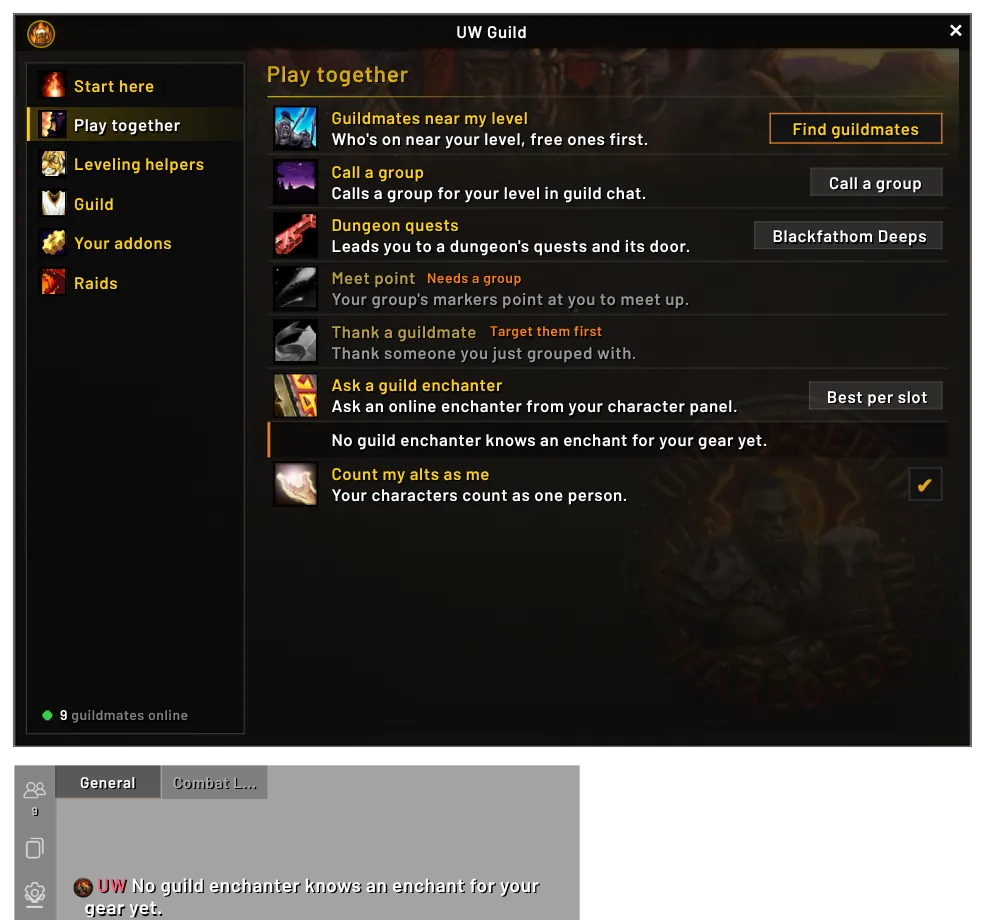 UW Guild
Start here
Play together
Leveling helpers
Guild
Your addons
Raids
9 guildmates online
Play together
Guildmates near my level
Who's on near your level, free ones first.
Find guildmates
Call a group
Calls a group for your level in guild chat.
Call a group
Dungeon quests
Leads you to a dungeon's quests and its door.
Blackfathom Deeps
Meet point Needs a group
Your group's markers point at you to meet up.
Thank a guildmate Target them first
Thank someone you just grouped with.
Ask a guild enchanter
Ask an online enchanter from your character panel.
Best per slot
No guild enchanter knows an enchant for your gear yet.
Count my alts as me
Your characters count as one person.
General
Combat L...
9
UW No guild enchanter knows an enchant for your
gear yet.